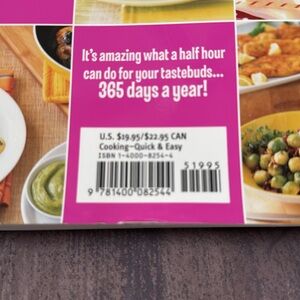 It's amazing what a half hour
can do for your tastebuds...
365 days a year!
U.S. $19.95/$22.95 CAN
Cooking—Quick & Easy
ISBN 1-4000-8254-4
51995
9 781400 082544